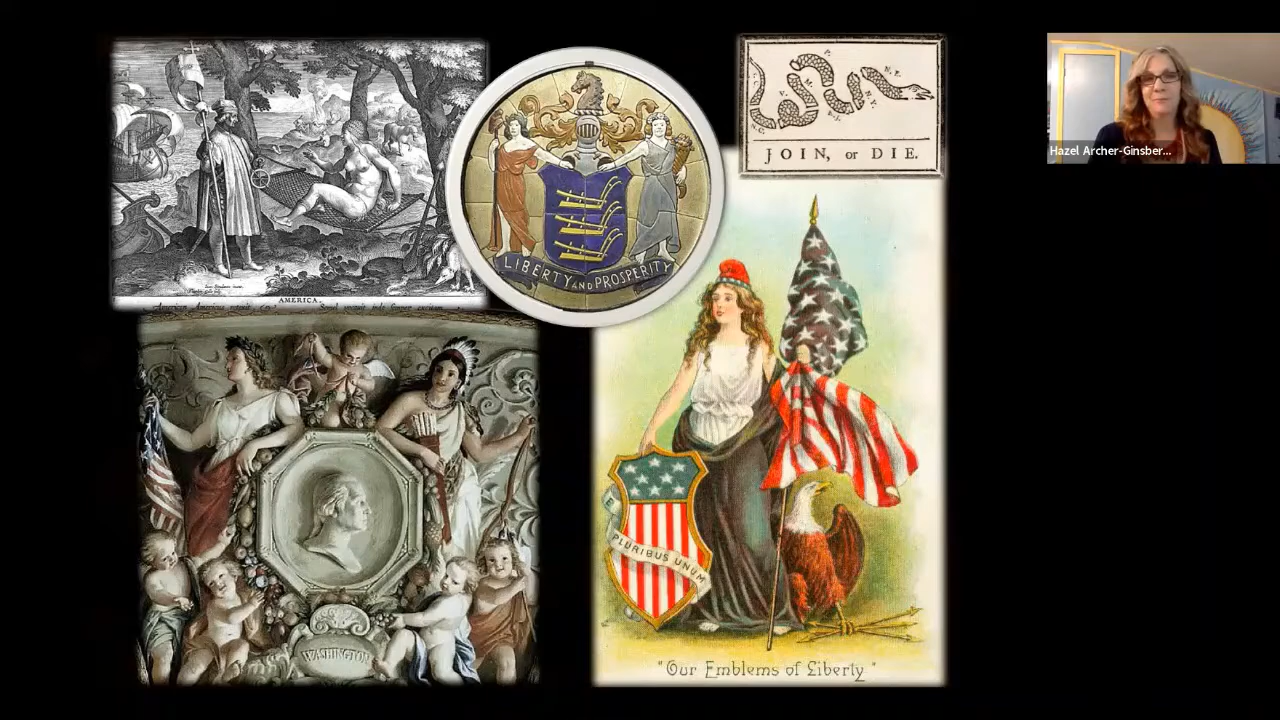 AMERICA.
LIBERTY AND PROSPERITY
N.E.
N.Y.
N.J.
P.
M.
V.
N.C.
JOIN, or DIE.
Hazel Archer-Ginsber...
PLURIBUS UNUM
WASHINGTON
"Our Emblems of Liberty"